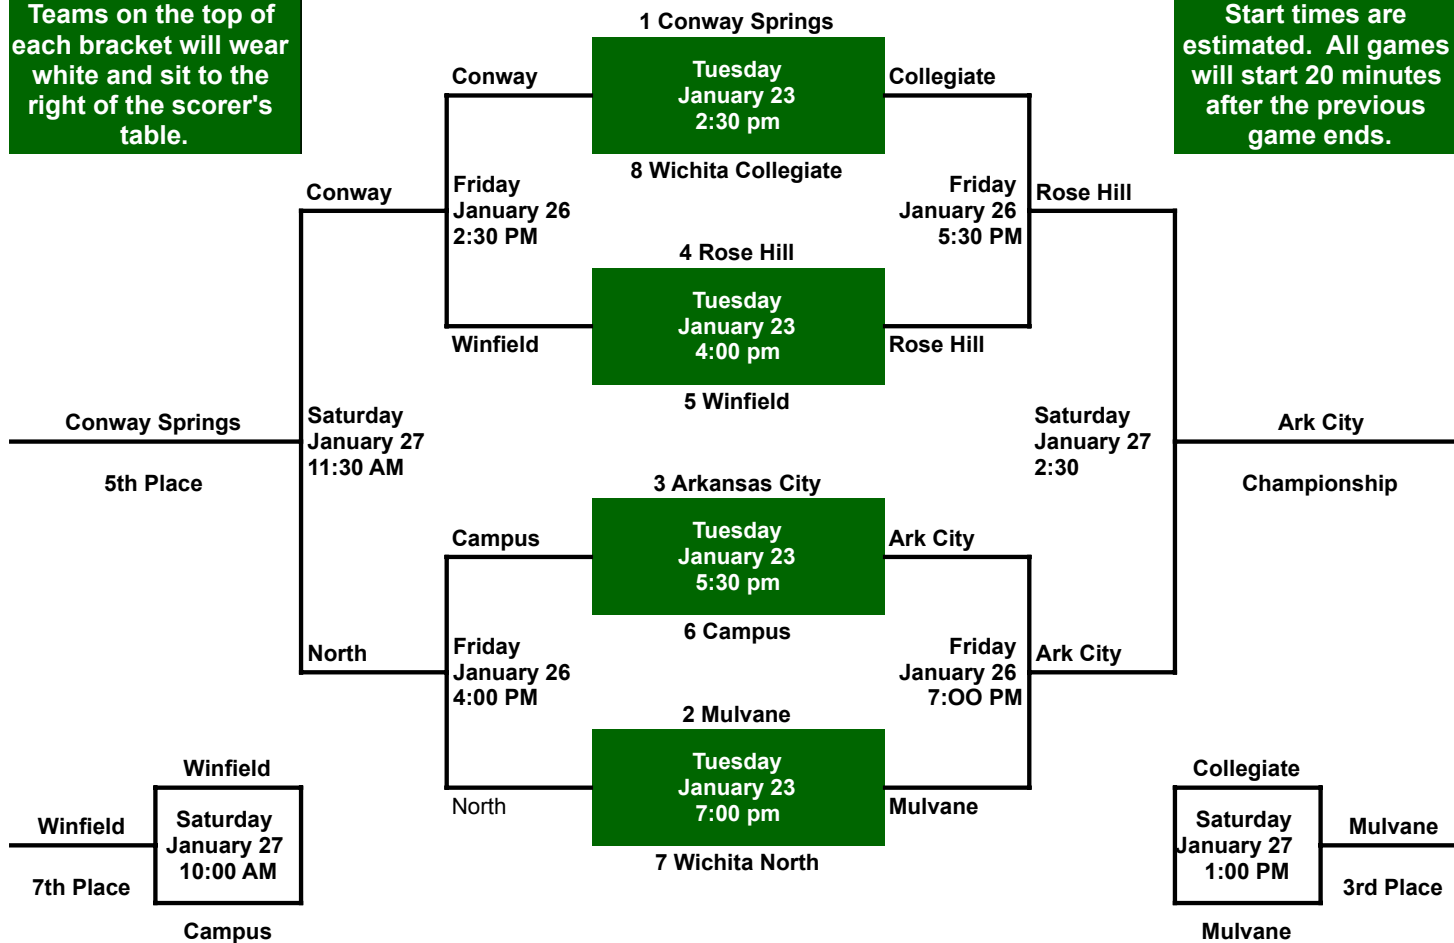 Teams on the top of
each bracket will wear
white and sit to the
right of the scorer's
table.
Start times are
estimated.  All games
will start 20 minutes
after the previous
game ends.
1 Conway Springs
Tuesday
January 23
2:30 pm
8 Wichita Collegiate
Conway
Collegiate
Conway
Friday
January 26
2:30 PM
Friday
January 26
5:30 PM
Rose Hill
4 Rose Hill
Tuesday
January 23
4:00 pm
5 Winfield
Winfield
Rose Hill
Conway Springs
5th Place
Saturday
January 27
11:30 AM
Saturday
January 27
2:30
Ark City
Championship
3 Arkansas City
Tuesday
January 23
5:30 pm
6 Campus
Campus
Ark City
North
Friday
January 26
4:00 PM
Friday
January 26
7:OO PM
Ark City
2 Mulvane
Tuesday
January 23
7:00 pm
7 Wichita North
North
Mulvane
Winfield
Winfield
Saturday
January 27
10:00 AM
7th Place
Campus
Collegiate
Saturday
January 27
1:00 PM
Mulvane
3rd Place
Mulvane